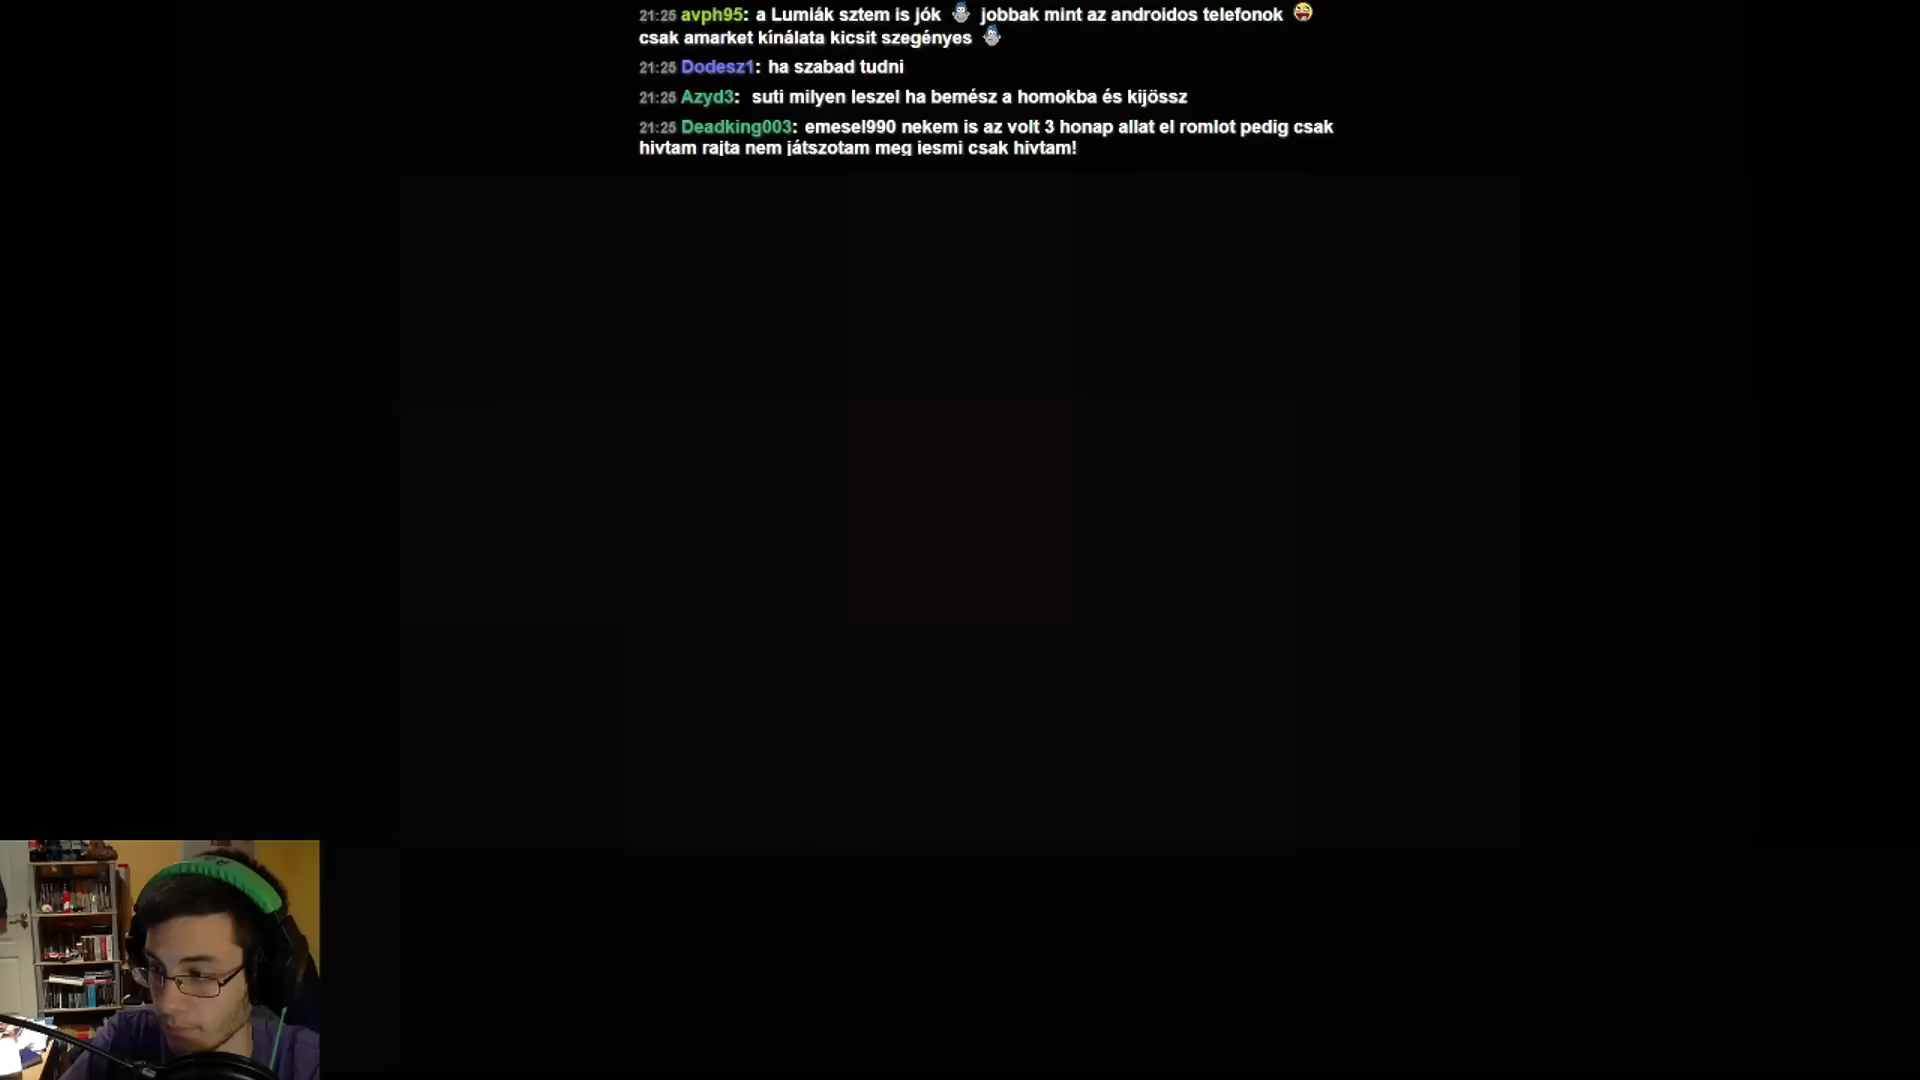 21:25 avph95: a Lumiák sztem is jók jobbak mint az androidos telefonok
csak amarket kínálata kicsit szegényes
21:25 Dodesz1: ha szabad tudni
21:25 Azyd3: suti milyen leszel ha bemész a homokba és kijössz
21:25 Deadking003: emesel990 nekem is az volt 3 honap allat el romlot pedig csak
hivtam rajta nem játszotam meg iesmi csak hivtam!